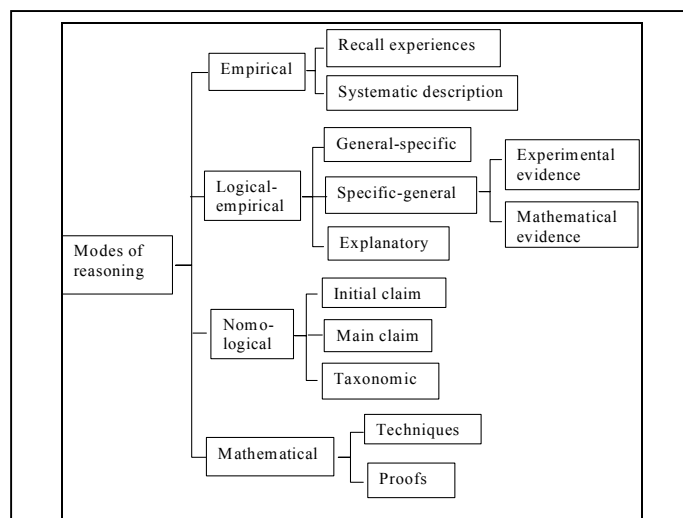 Recall experiences
Empirical
Systematic description
General-specific
Experimental
evidence
Logical-
empirical
Specific-general
Mathematical
evidence
Explanatory
Modes of
reasoning
Initial claim
Nomo-
logical
Main claim
Taxonomic
Techniques
Mathematical
Proofs